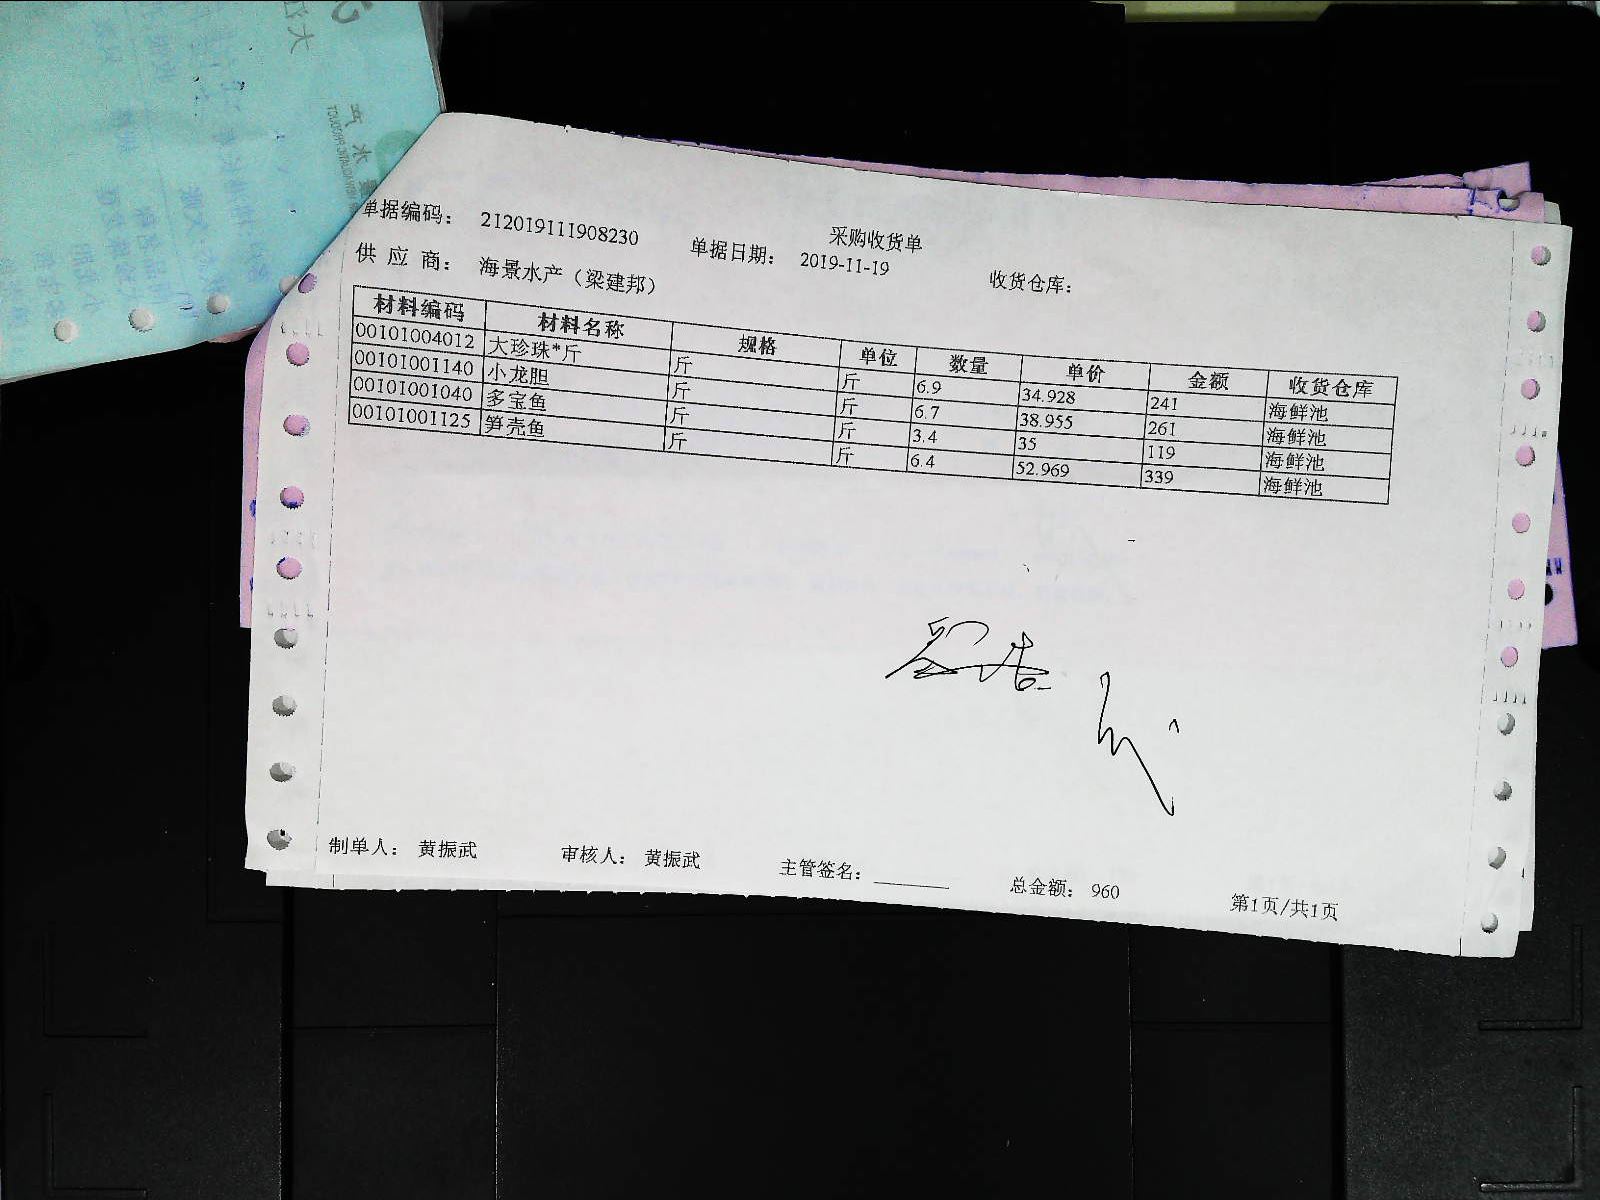 采购收货单
单据编码： 212019111908230 单据日期： 2019-11-19 收货仓库：
供 应 商： 海景水产（梁建邦）
材料编码 材料名称 规格 单位 数量 单价 金额 收货仓库
00101004012 大珍珠*斤 斤 斤 6.9 34.928 241 海鲜池
00101001140 小龙胆 斤 斤 6.7 38.955 261 海鲜池
00101001040 多宝鱼 斤 斤 3.4 35 119 海鲜池
00101001125 笋壳鱼 斤 斤 6.4 52.969 339 海鲜池
制单人： 黄振武 审核人： 黄振武 主管签名： 总金额： 960 第1页/共1页